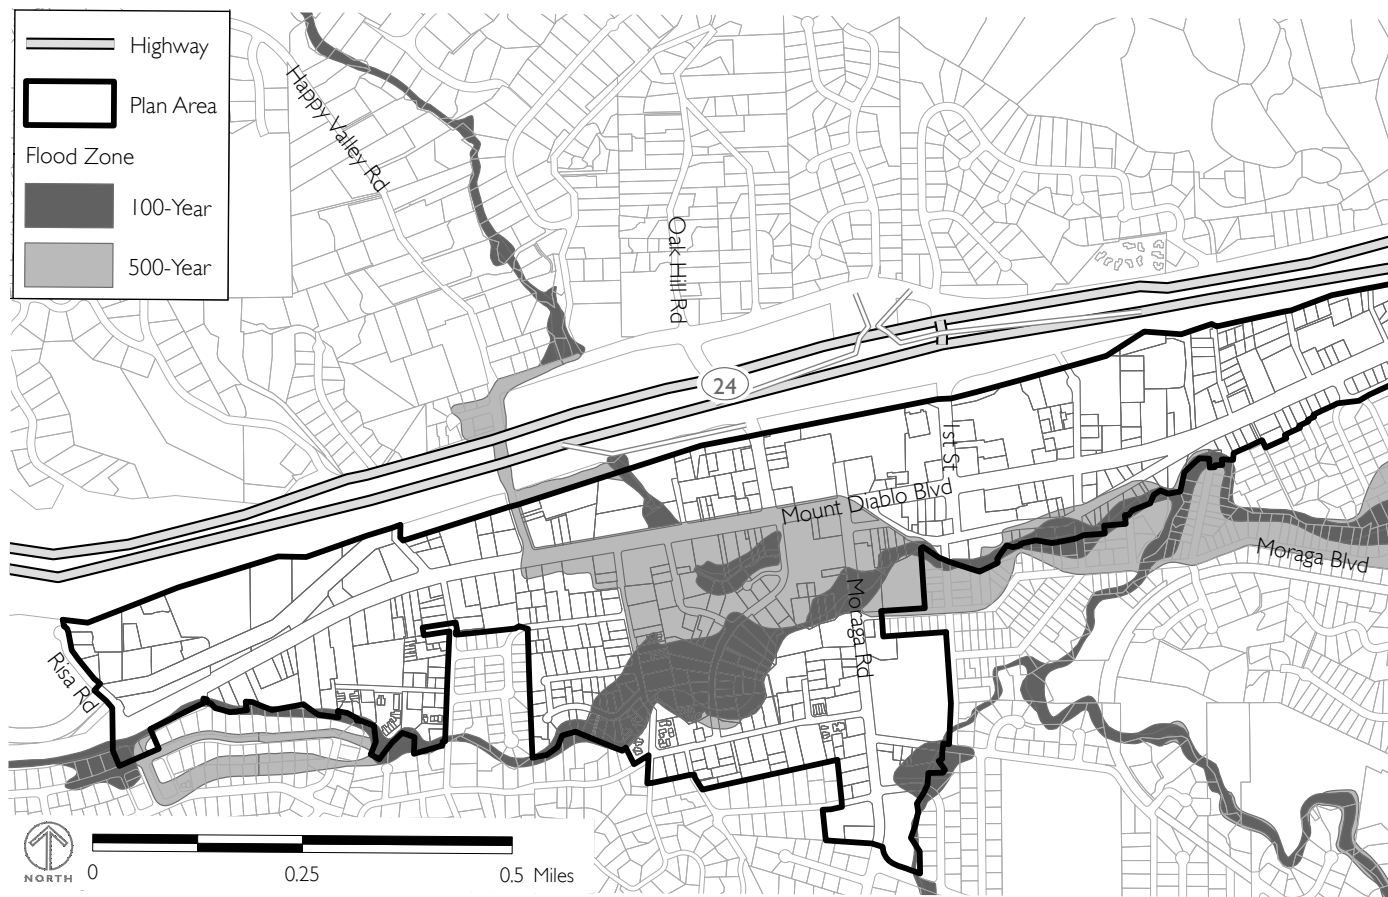 Highway
Plan Area
Flood Zone
100-Year
500-Year
Happy Valley Rd
Oak Hill Rd
24
1st St
Mount Diablo Blvd
Moraga Blvd
Moraga Rd
Risa Rd
NORTH
0 0.25 0.5 Miles